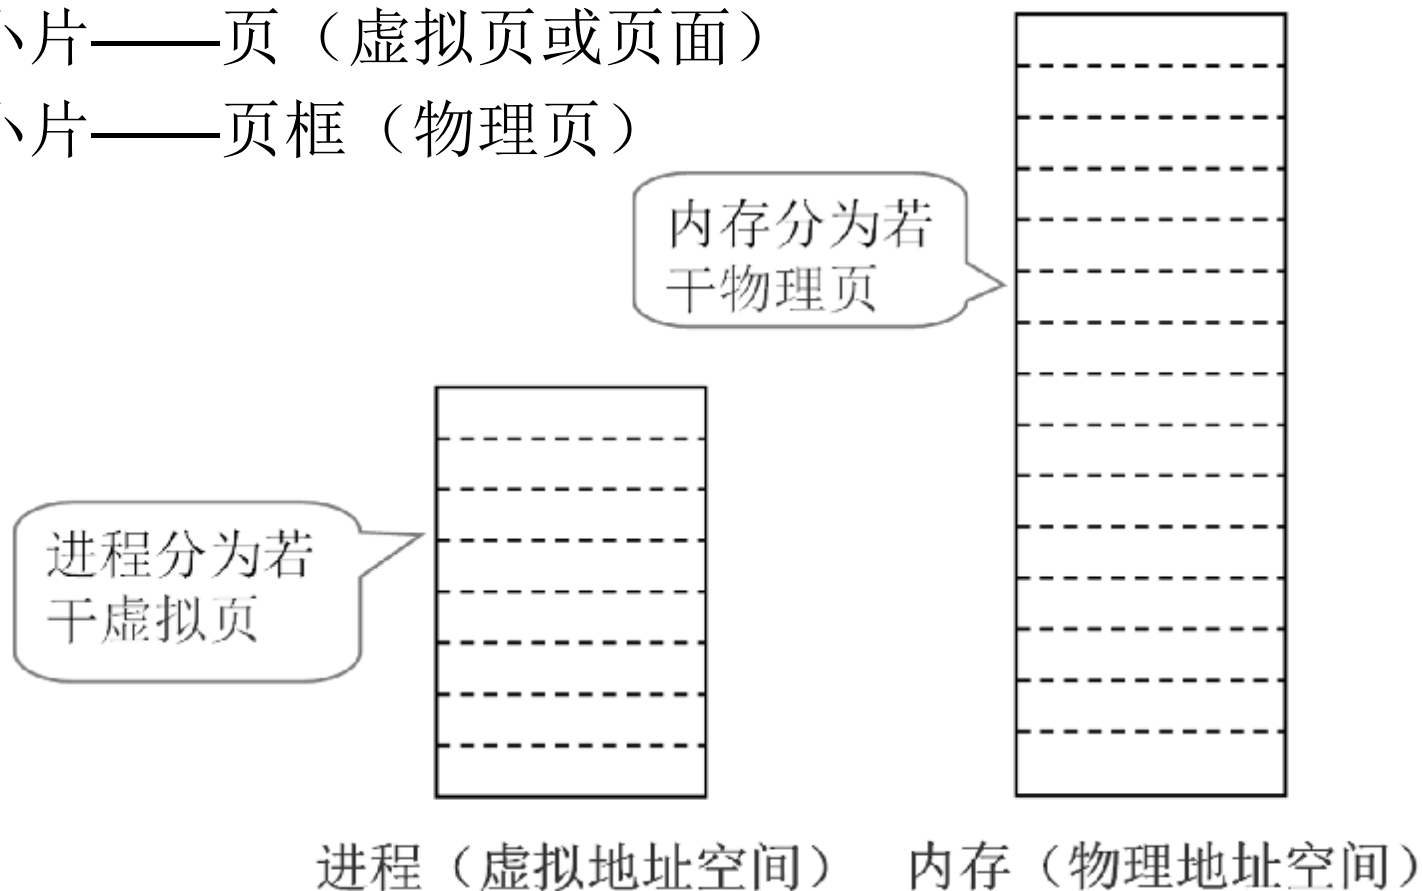 片——页（虚拟页或页面）
片——页框（物理页）
内存分为若
干物理页
进程分为若
干虚拟页
进程（虚拟地址空间）
内存（物理地址空间）